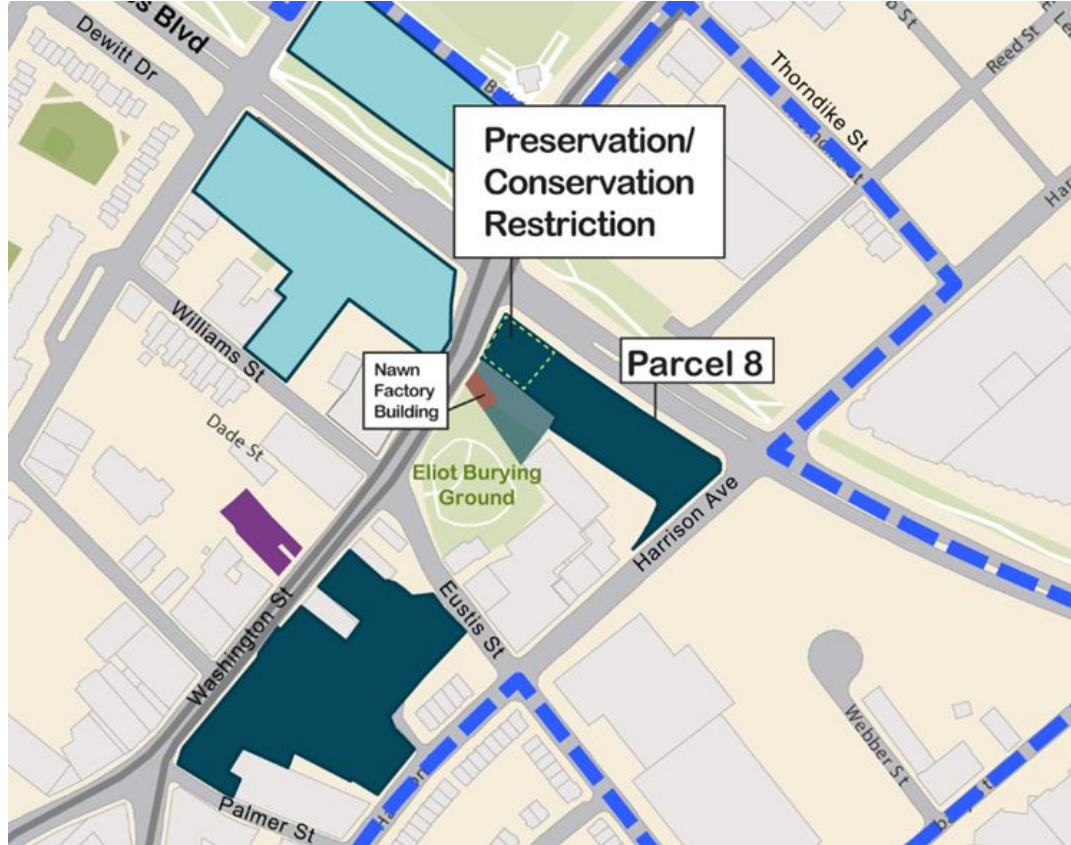 Blvd
Dewitt Dr
Reed St
Thorndike St
Preservation/
Conservation
Restriction
Williams St
Nawn
Factory
Building
Parcel 8
Dade St
Eliot Burying
Ground
Harrison Ave
Eustis St
Washington St
Webber St
Palmer St